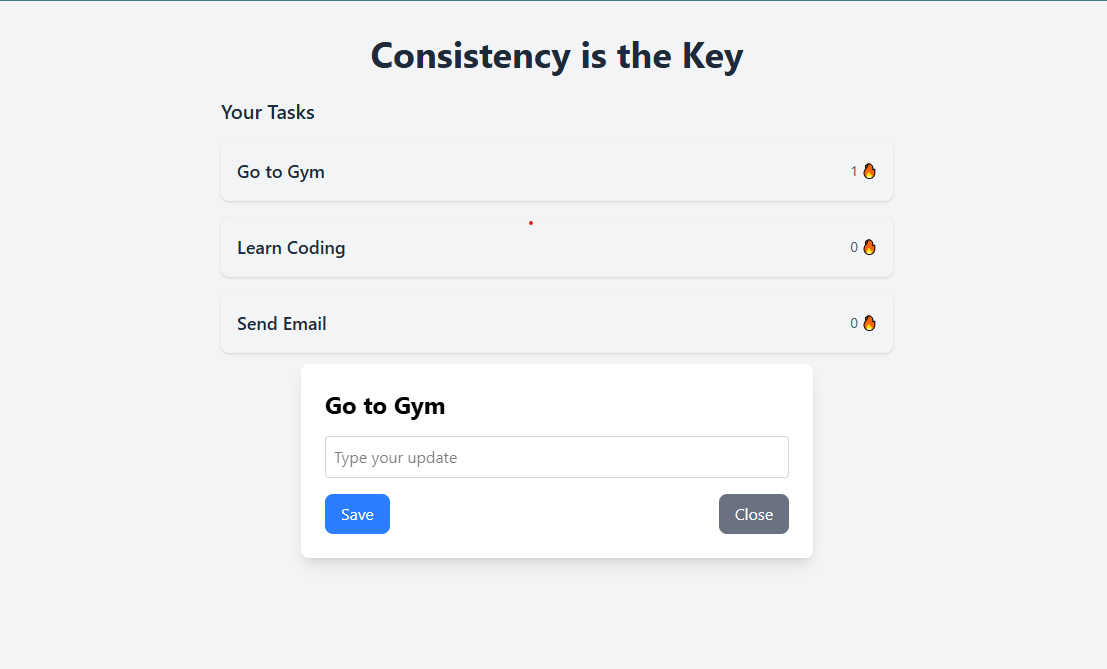 Consistency is the Key
Your Tasks
Go to Gym 1 🔥
Learn Coding 0 🔥
Send Email 0 🔥
Go to Gym
Type your update
Save Close